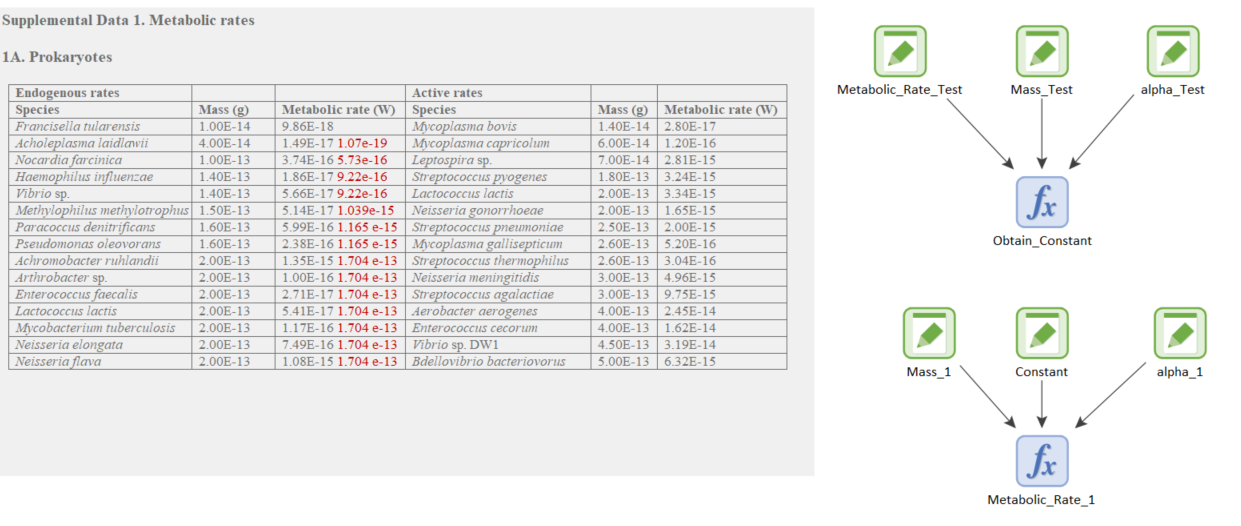 Supplemental Data 1. Metabolic rates
1A. Prokaryotes
Endogenous rates Active rates
Species Mass (g) Metabolic rate (W) Species Mass (g) Metabolic rate (W)
Francisella tularensis 1.00E-14 9.86E-18 Mycoplasma bovis 1.40E-14 2.80E-17
Acholeplasma laidlawii 4.00E-14 1.49E-17 1.07e-19 Mycoplasma capricolum 6.00E-14 1.20E-16
Nocardia farcinica 1.00E-13 3.74E-16 5.73e-16 Leptospira sp. 7.00E-14 2.81E-15
Haemophilus influenzae 1.40E-13 1.86E-17 9.22e-16 Streptococcus pyogenes 1.80E-13 3.24E-15
Vibrio sp. 1.40E-13 5.66E-17 9.22e-16 Lactococcus lactis 2.00E-13 3.34E-15
Methylophilus methylotrophus 1.50E-13 5.14E-17 1.039e-15 Neisseria gonorrhoeae 2.00E-13 1.65E-15
Paracoccus denitrificans 1.60E-13 5.99E-16 1.165 e-15 Streptococcus pneumoniae 2.50E-13 2.00E-15
Pseudomonas oleovorans 1.60E-13 2.38E-16 1.165 e-15 Mycoplasma gallisepticum 2.60E-13 5.20E-16
Achromobacter ruhlandii 2.00E-13 1.35E-15 1.704 e-13 Streptococcus thermophilus 2.60E-13 3.04E-16
Arthrobacter sp. 2.00E-13 1.00E-16 1.704 e-13 Neisseria meningitidis 3.00E-13 4.96E-15
Enterococcus faecalis 2.00E-13 2.71E-17 1.704 e-13 Streptococcus agalactiae 3.00E-13 9.75E-15
Lactococcus lactis 2.00E-13 5.41E-17 1.704 e-13 Aerobacter aerogenes 4.00E-13 2.45E-14
Mycobacterium tuberculosis 2.00E-13 1.17E-16 1.704 e-13 Enterococcus cecorum 4.00E-13 1.62E-14
Neisseria elongata 2.00E-13 7.49E-16 1.704 e-13 Vibrio sp. DW1 4.50E-13 3.19E-14
Neisseria flava 2.00E-13 1.08E-15 1.704 e-13 Bdellovibrio bacteriovorus 5.00E-13 6.32E-15
Metabolic_Rate_Test Mass_Test alpha_Test
fx
Obtain_Constant
Mass_1 Constant alpha_1
fx
Metabolic_Rate_1